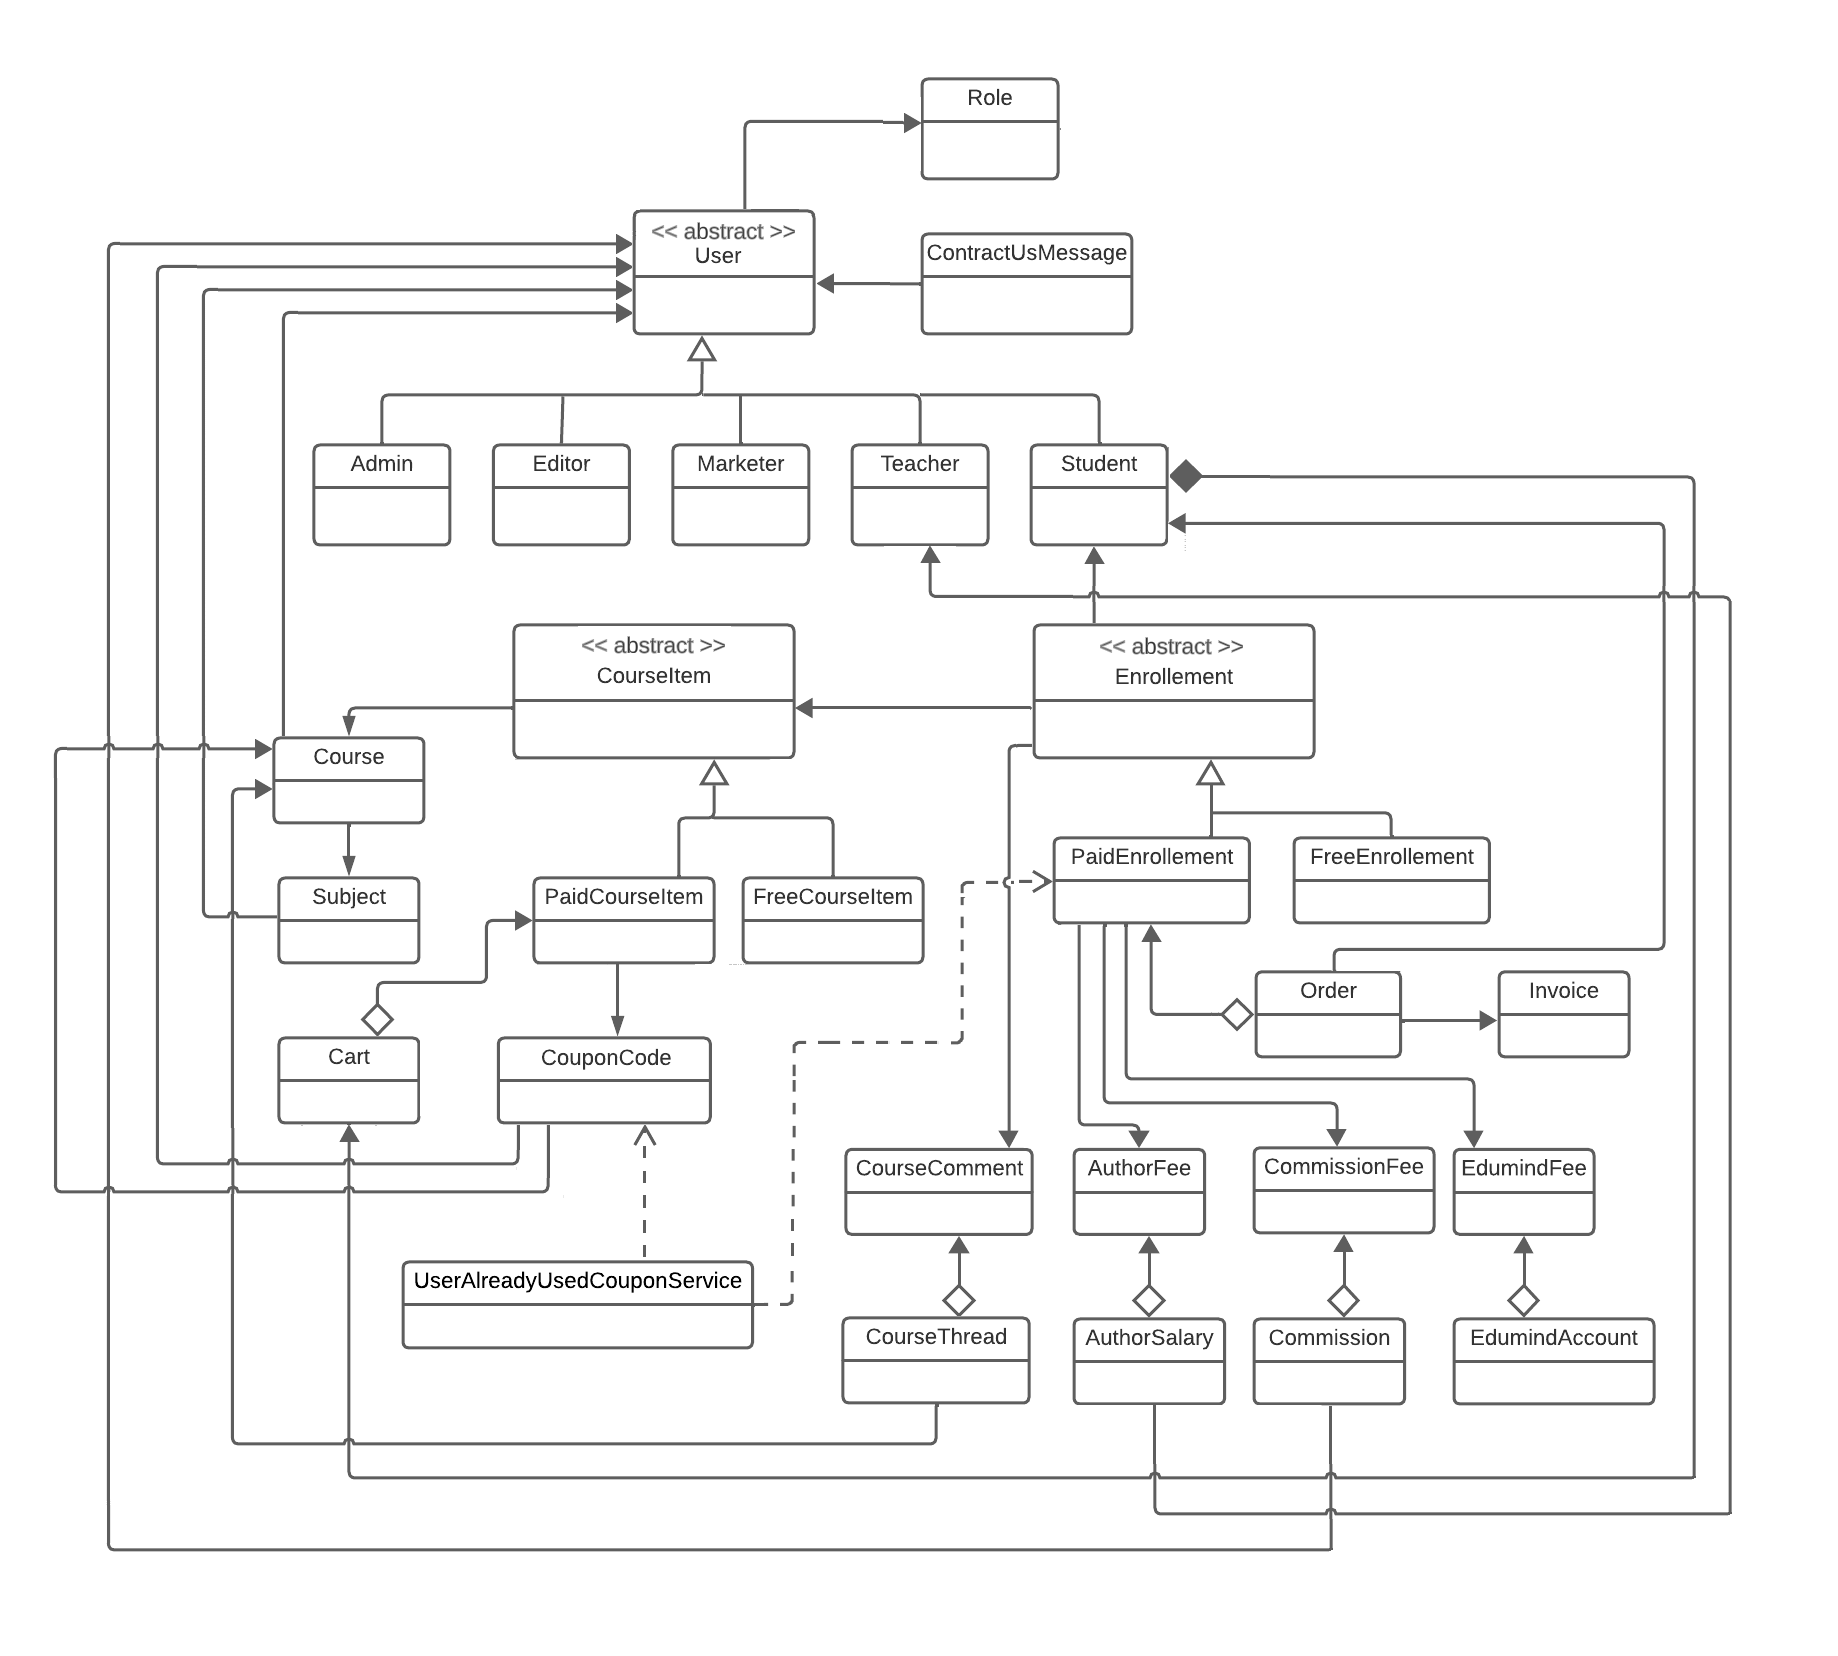 Role
<< abstract >>
User
ContractUsMessage
Admin
Editor
Marketer
Teacher
Student
<< abstract >>
CourseItem
<< abstract >>
Enrollement
Course
Subject
PaidCourseItem
FreeCourseItem
PaidEnrollement
FreeEnrollement
Order
Invoice
Cart
CouponCode
CourseComment
AuthorFee
CommissionFee
EdumindFee
UserAlreadyUsedCouponService
CourseThread
AuthorSalary
Commission
EdumindAccount